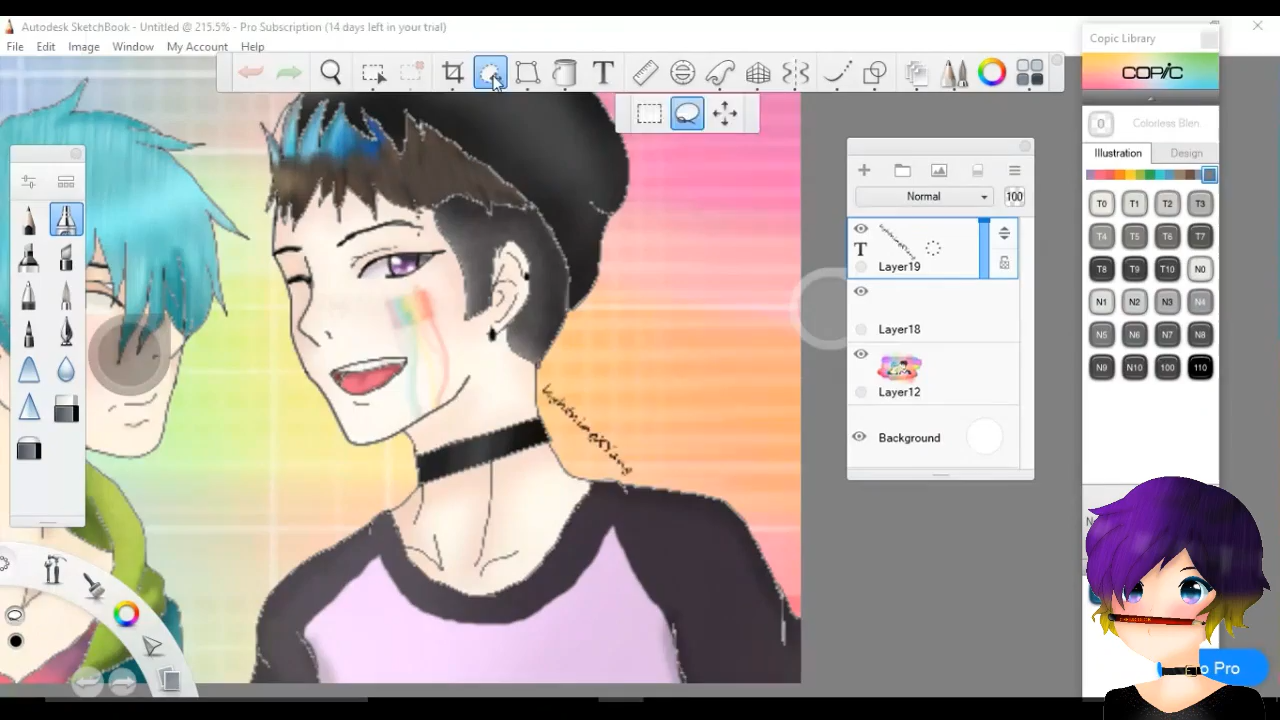 Autodesk SketchBook - Untitled @ 215.5% - Pro Subscription (14 days left in your trial)
File Edit Image Window My Account Help
T
Copic Library
COPIC
0 Colorless Blen.
Illustration Design
Normal 100
T
Layer19
Layer18
Layer12
Background
T0 T1 T2 T3
T4 T5 T6 T7
T8 T9 T10 N0
N1 N2 N3 N4
N5 N6 N7 N8
N9 N10 100 110
Pro